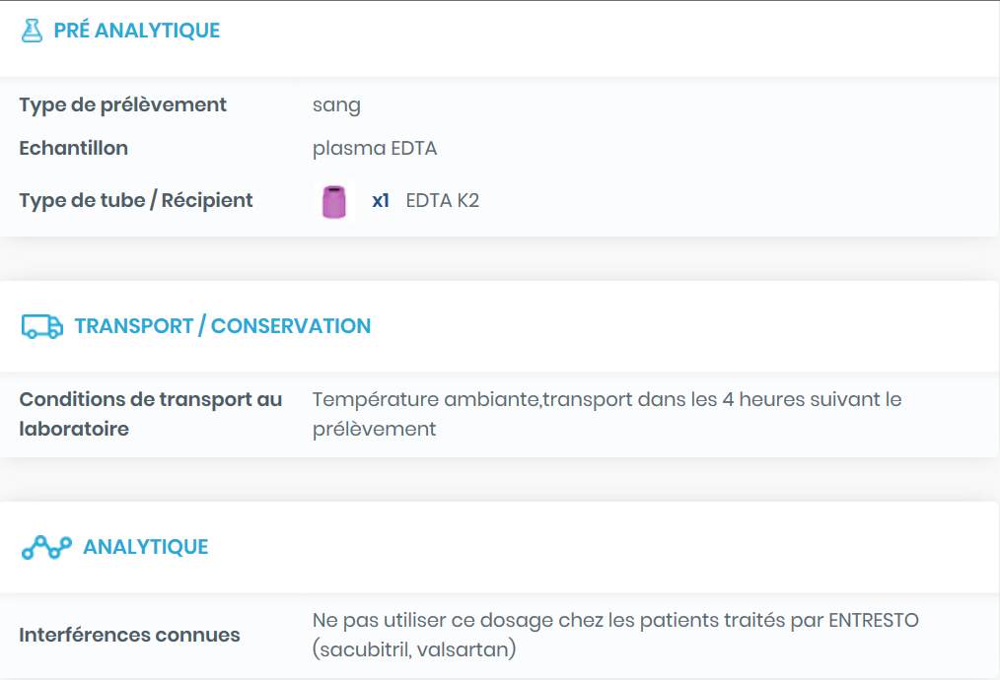 PRÉ ANALYTIQUE
Type de prélèvement sang
Echantillon plasma EDTA
Type de tube / Récipient x1 EDTA K2
TRANSPORT / CONSERVATION
Conditions de transport au laboratoire Température ambiante,transport dans les 4 heures suivant le prélèvement
ANALYTIQUE
Interférences connues Ne pas utiliser ce dosage chez les patients traités par ENTRESTO
(sacubitril, valsartan)